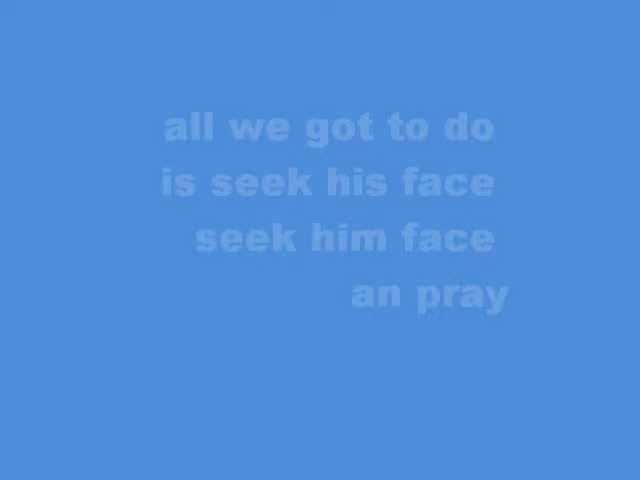 all we got to do
is seek his face
seek him face
an pray